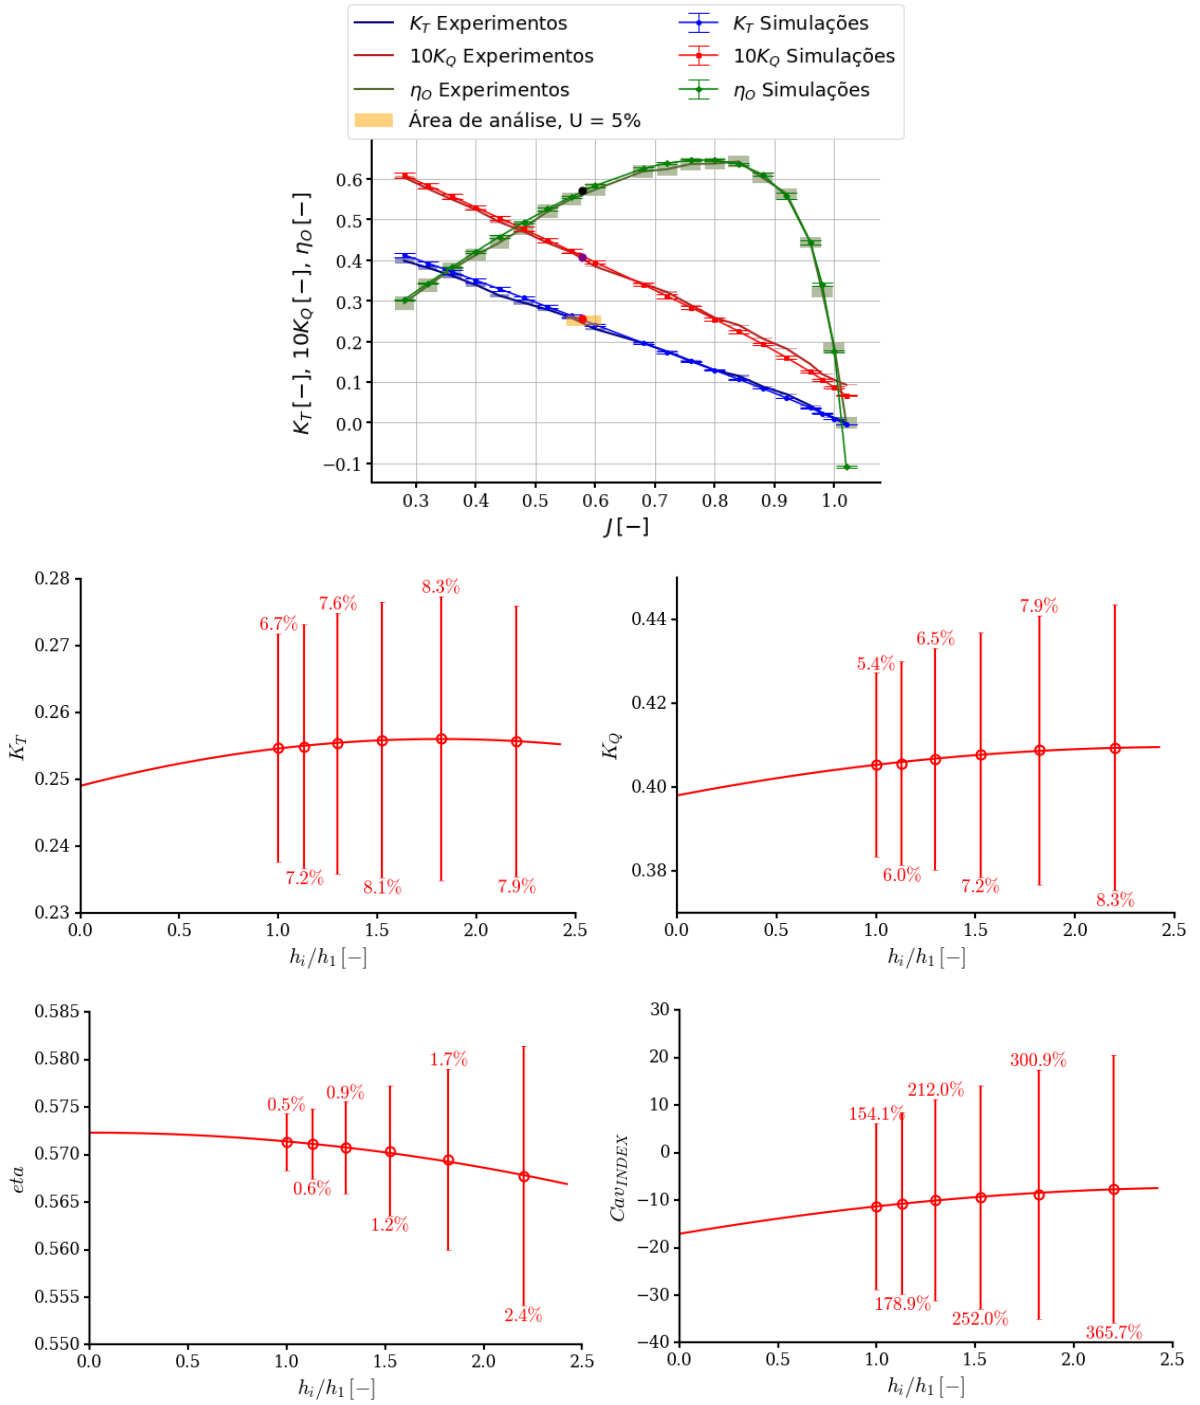 K_T Experimentos
10K_Q Experimentos
η_O Experimentos
Área de análise, U = 5%
K_T Simulações
10K_Q Simulações
η_O Simulações
K_T [−], 10K_Q [−], η_O [−]
0.6
0.5
0.4
0.3
0.2
0.1
0.0
−0.1
0.3 0.4 0.5 0.6 0.7 0.8 0.9 1.0
J [−]
K_T
0.28
0.27
0.26
0.25
0.24
0.23
6.7% 7.6% 8.3%
7.2% 8.1% 7.9%
0.0 0.5 1.0 1.5 2.0 2.5
h_i/h_1 [−]
K_Q
0.44
0.42
0.40
0.38
5.4% 6.5% 7.9%
6.0% 7.2% 8.3%
0.0 0.5 1.0 1.5 2.0 2.5
h_i/h_1 [−]
eta
0.585
0.580
0.575
0.570
0.565
0.560
0.555
0.550
0.5% 0.9% 1.7%
0.6% 1.2% 2.4%
0.0 0.5 1.0 1.5 2.0 2.5
h_i/h_1 [−]
Cav_INDEX
30
20
10
0
−10
−20
−30
−40
154.1% 212.0% 300.9%
178.9% 252.0% 365.7%
0.0 0.5 1.0 1.5 2.0 2.5
h_i/h_1 [−]